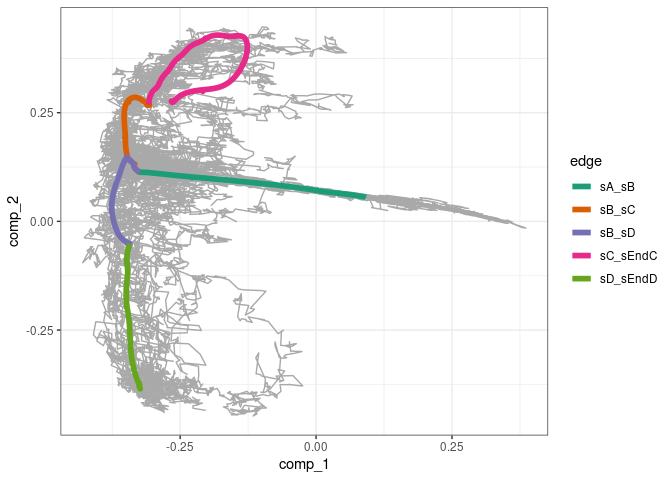 0.25
0.00
-0.25
comp_2
-0.25
0.00
0.25
comp_1
edge
sA_sB
sB_sC
sB_sD
sC_sEndC
sD_sEndD